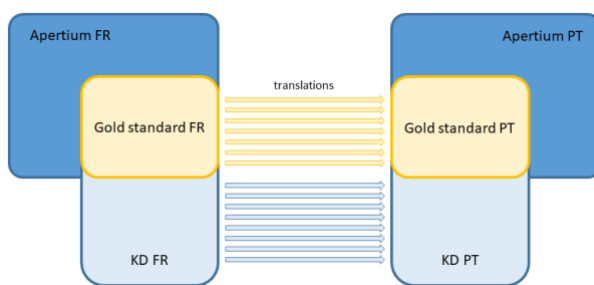 Apertium FR
Apertium PT
translations
Gold standard FR
Gold standard PT
KD FR
KD PT